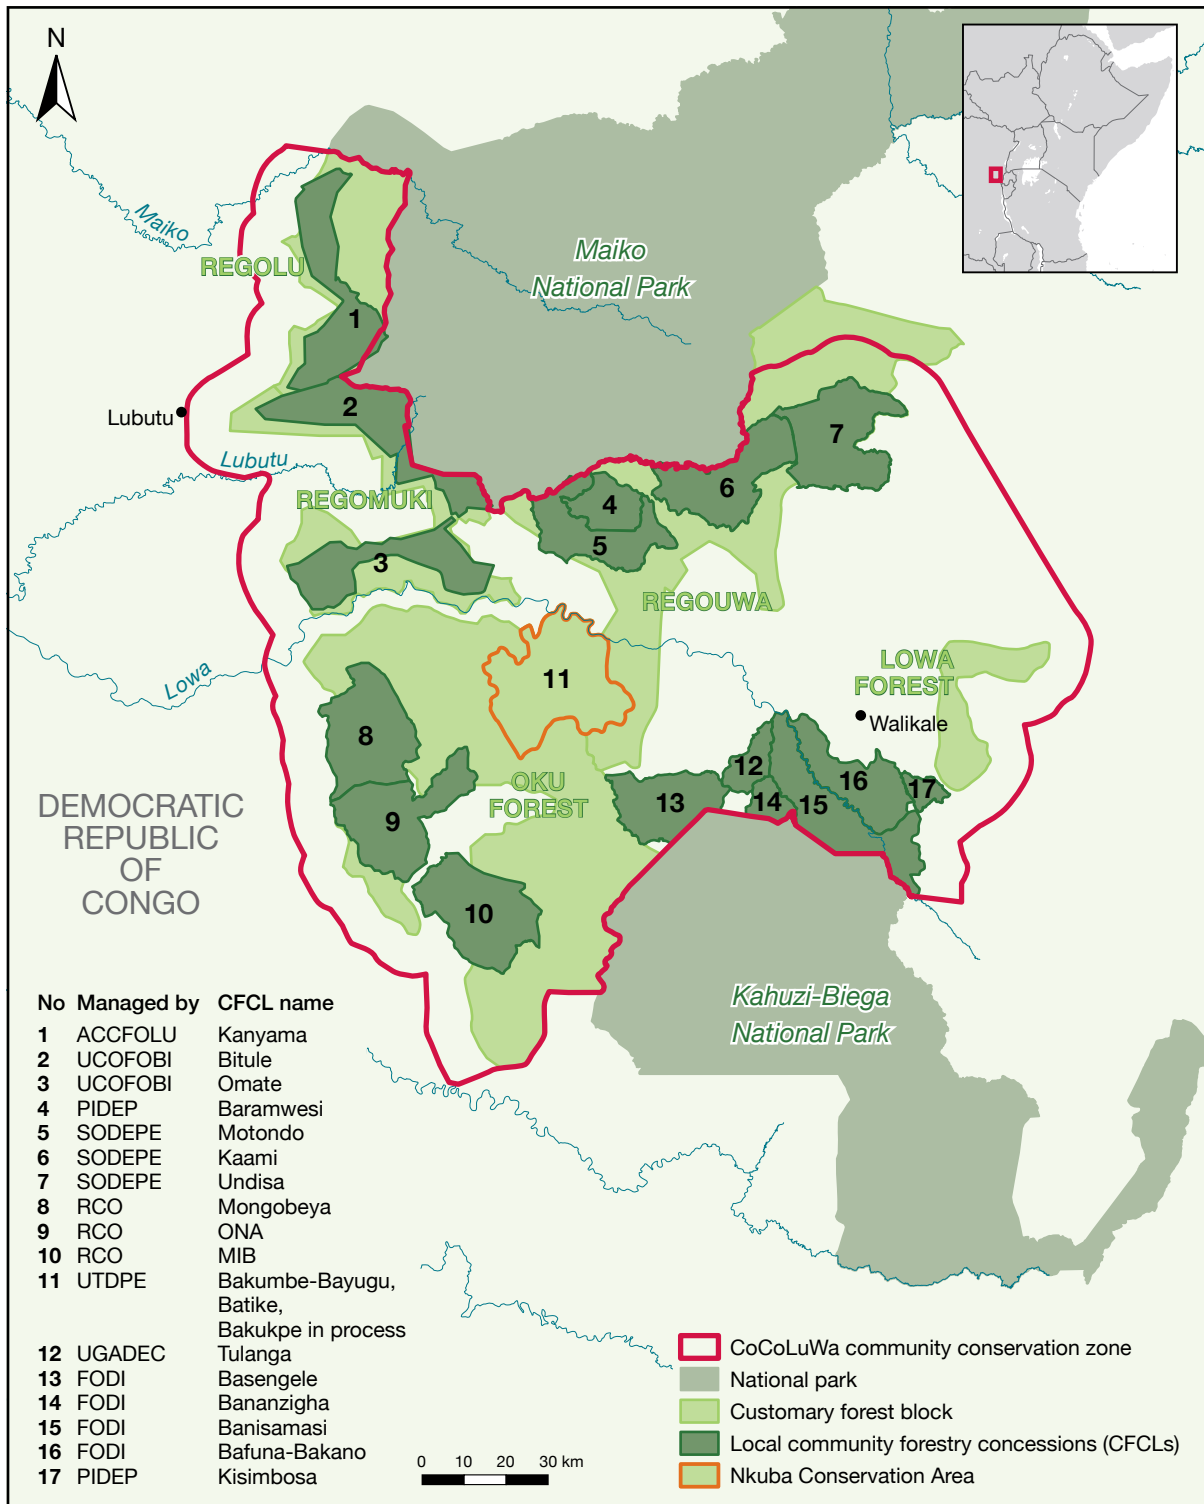 N
Maiko
REGOLU
Maiko
National Park
1
Lubutu
2
7
Lubutu
REGOMUKI
6
4
5
3
REGOUWA
Lowa
11
LOWA
FOREST
Walikale
8
OKU
FOREST
12
16
17
13
14
15
9
DEMOCRATIC
REPUBLIC
OF
CONGO
10
Kahuzi-Biega
National Park
No Managed by CFCL name
1 ACCFOLU Kanyama
2 UCOFOBI Bitule
3 UCOFOBI Omate
4 PIDEP Baramwesi
5 SODEPE Motondo
6 SODEPE Kaami
7 SODEPE Undisa
8 RCO Mongobeya
9 RCO ONA
10 RCO MIB
11 UTDPE Bakumbe-Bayugu,
Batike,
Bakukpe in process
12 UGADEC Tulanga
13 FODI Basengele
14 FODI Bananzigha
15 FODI Banisamasi
16 FODI Bafuna-Bakano
17 PIDEP Kisimbosa
0 10 20 30 km
CoCoLuWa community conservation zone
National park
Customary forest block
Local community forestry concessions (CFCLs)
Nkuba Conservation Area